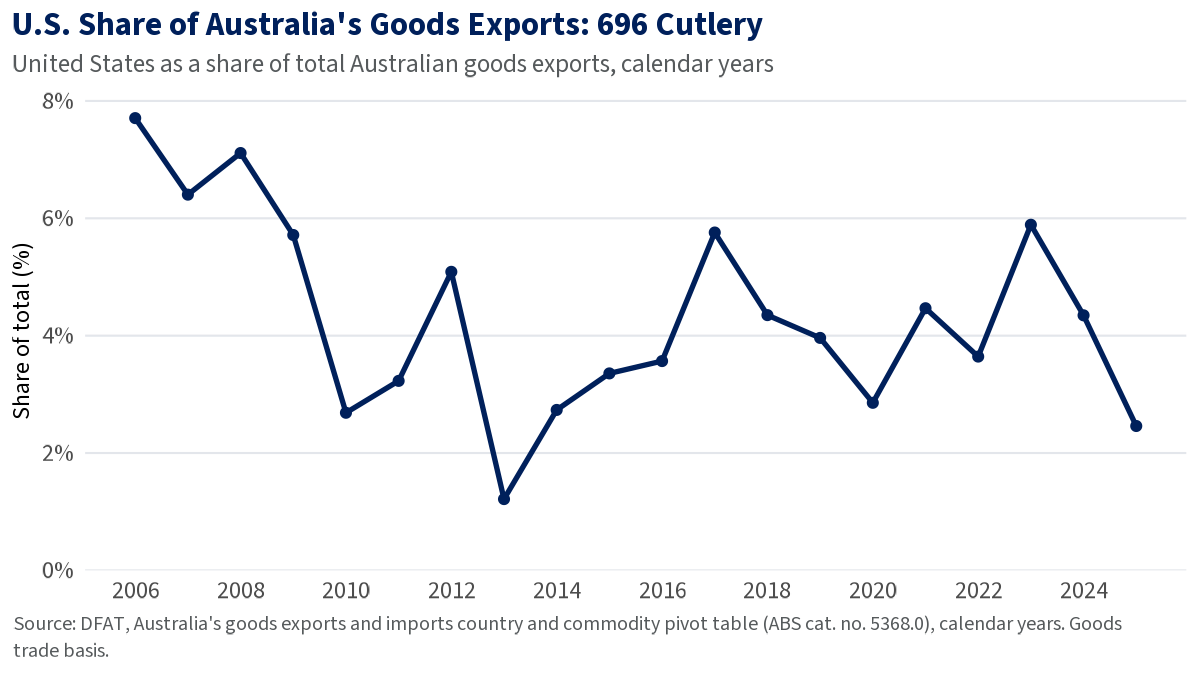 U.S. Share of Australia's Goods Exports: 696 Cutlery
United States as a share of total Australian goods exports, calendar years
8%
6%
4%
2%
0%
Share of total (%)
2006 2008 2010 2012 2014 2016 2018 2020 2022 2024
Source: DFAT, Australia's goods exports and imports country and commodity pivot table (ABS cat. no. 5368.0), calendar years. Goods
trade basis.